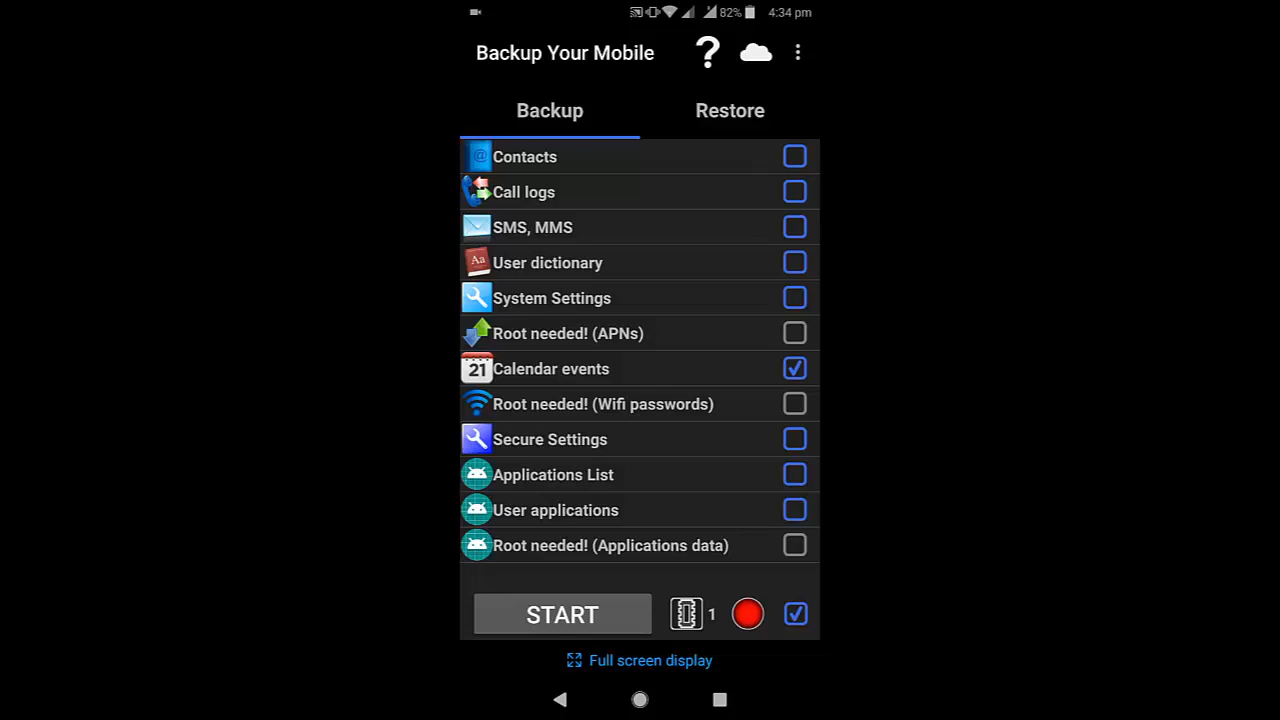 82% 4:34 pm
Backup Your Mobile ?
Backup Restore
@ Contacts
Call logs
SMS, MMS
Aa User dictionary
System Settings
Root needed! (APNs)
21 Calendar events
Root needed! (Wifi passwords)
Secure Settings
Applications List
User applications
Root needed! (Applications data)
START 1
Full screen display